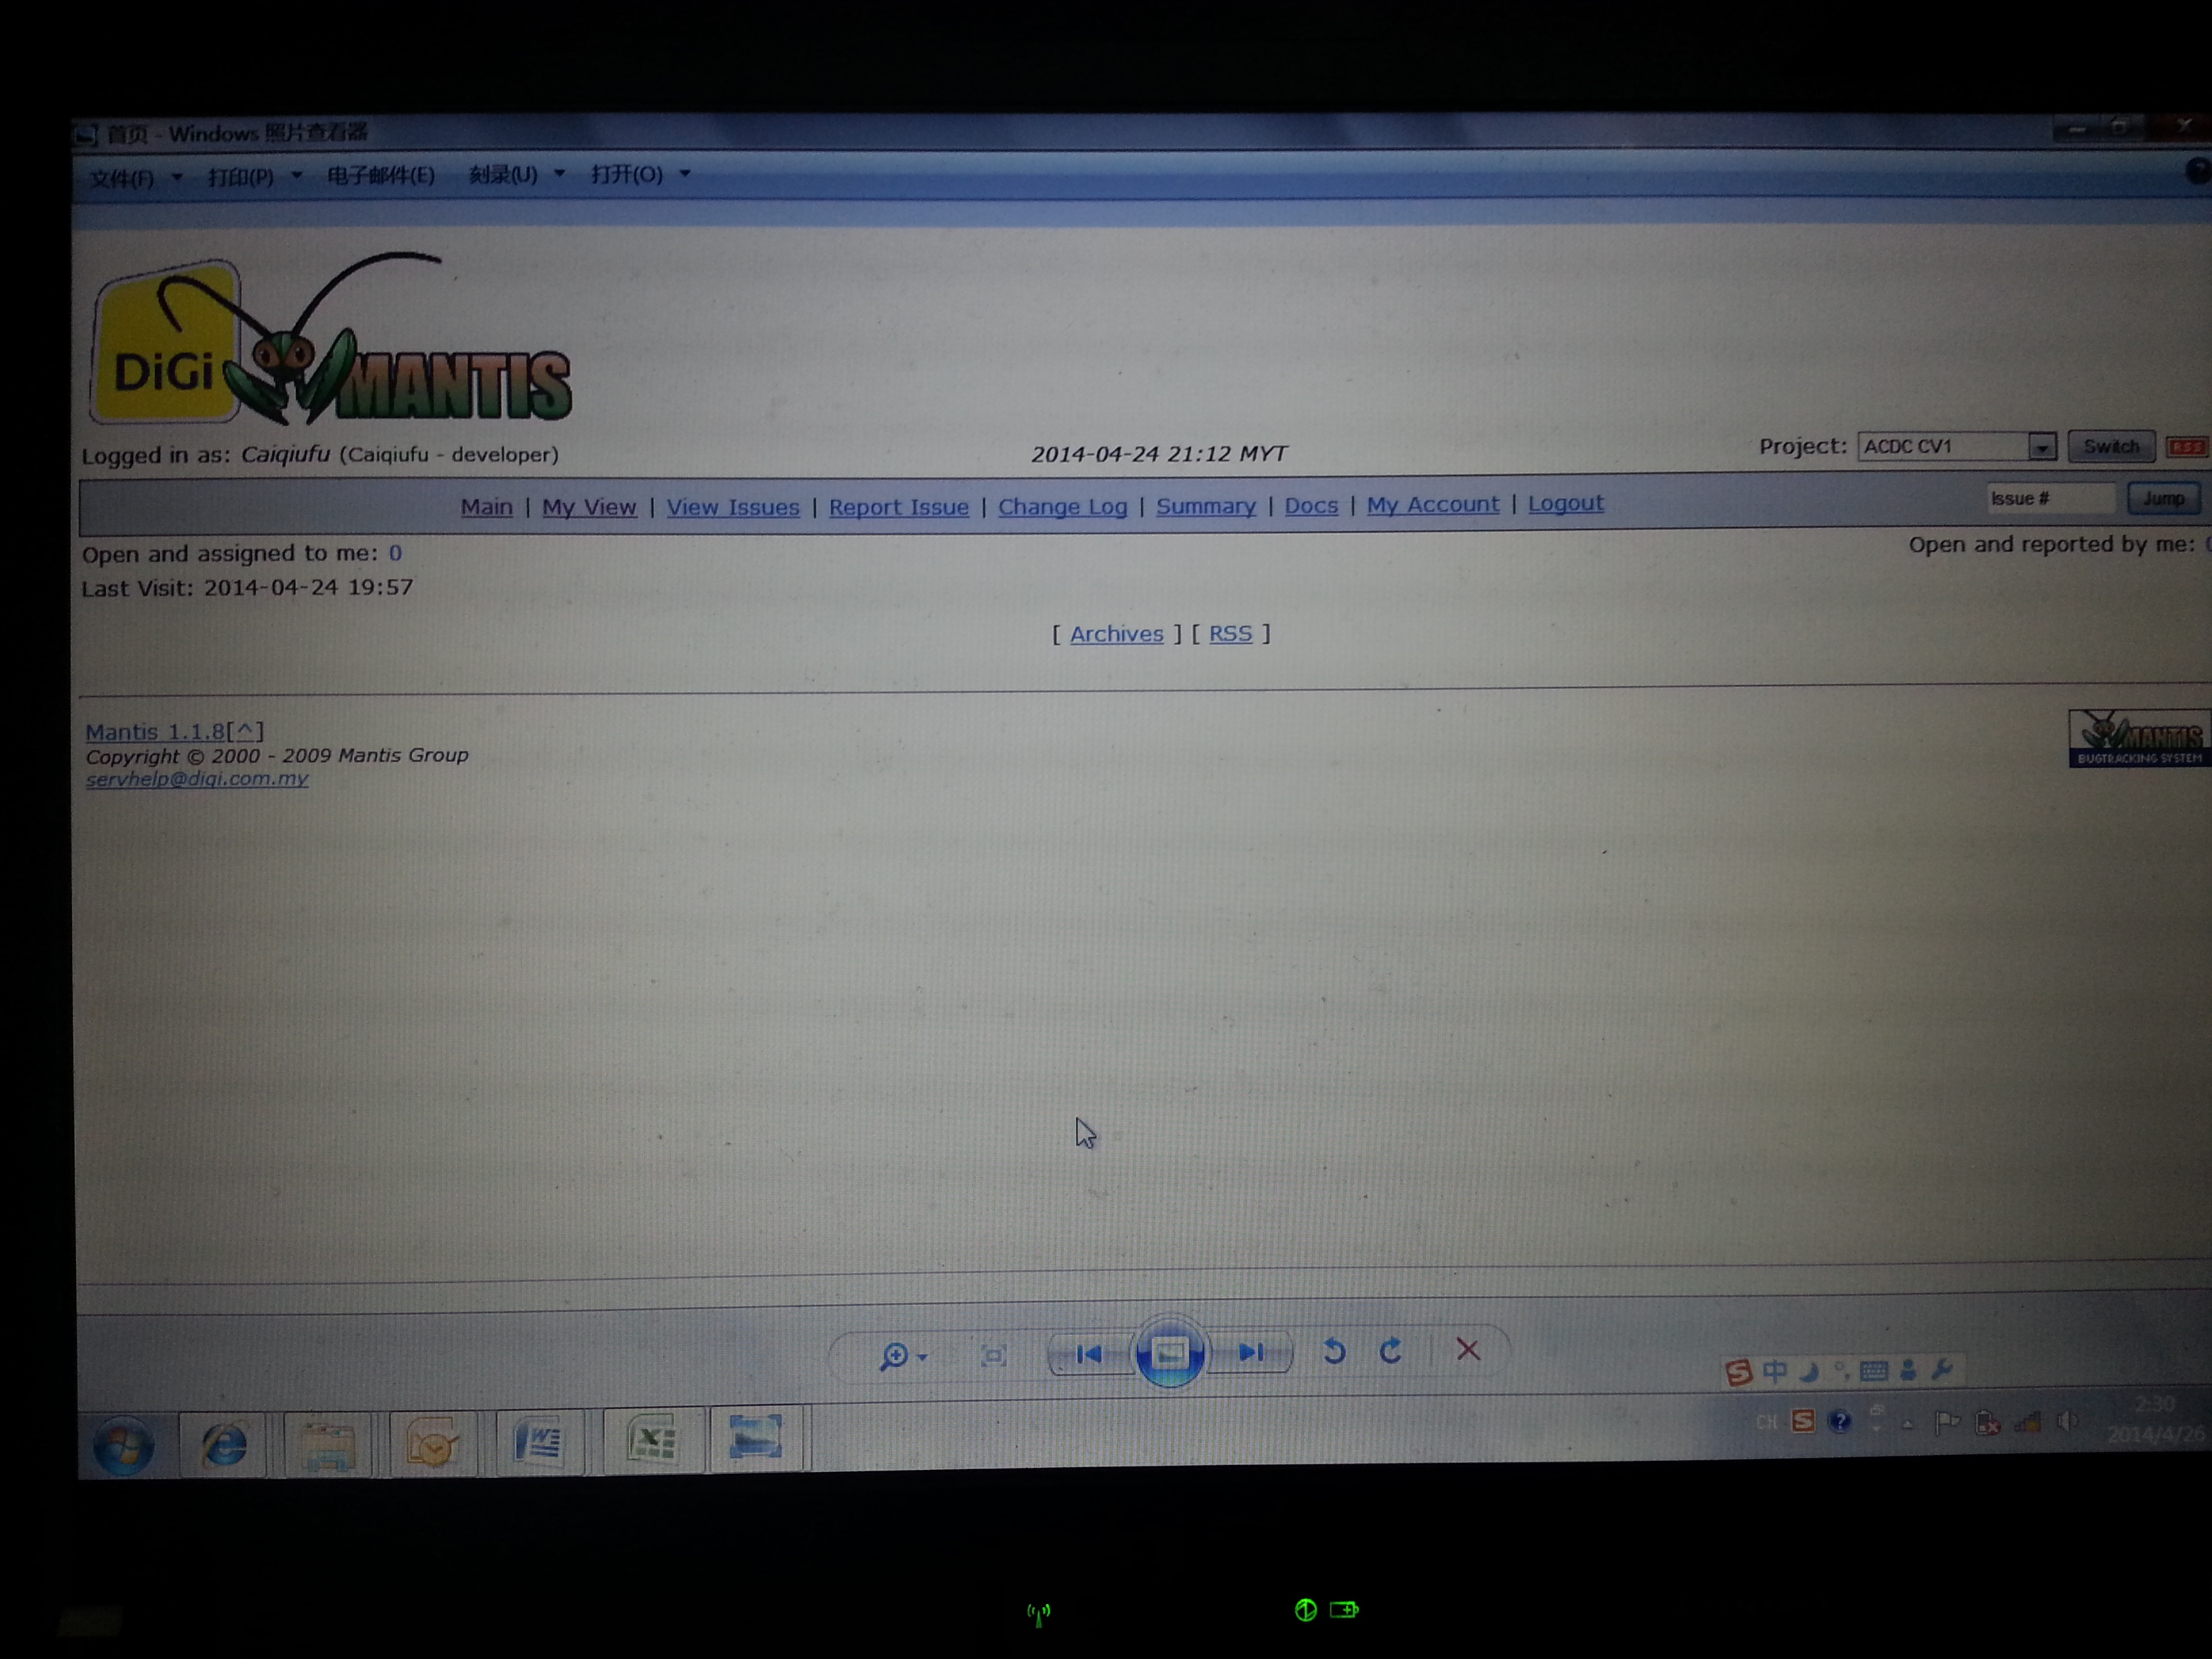 首页 - Windows 照片查看器
文件(F) 打印(P) 电子邮件(E) 刻录(U) 打开(O)
DiGi MANTIS
Logged in as: Caiqiufu (Caiqiufu - developer) 2014-04-24 21:12 MYT Project: ACDC CV1 Switch RSS
Main | My View | View Issues | Report Issue | Change Log | Summary | Docs | My Account | Logout Issue # Jump
Open and assigned to me: 0 Open and reported by me:
Last Visit: 2014-04-24 19:57
[ Archives ] [ RSS ]
Mantis 1.1.8[^]
Copyright © 2000 - 2009 Mantis Group
servhelp@digi.com.my
MANTIS
BUGTRACKING SYSTEM
中
CH
2:30
2014/4/26